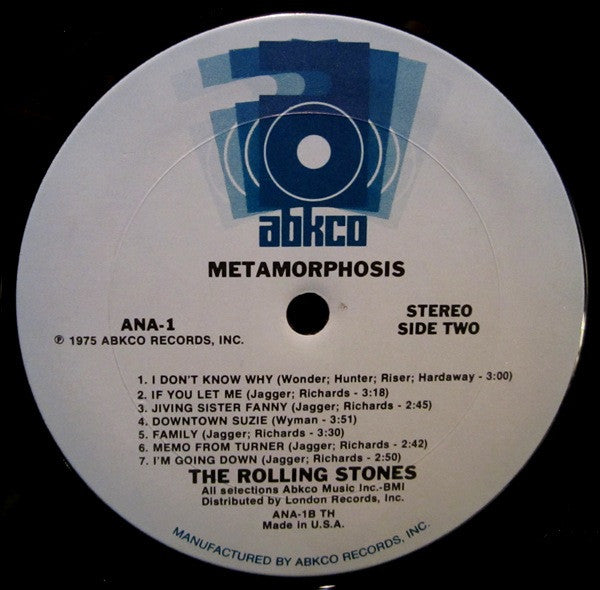 abkco
METAMORPHOSIS
ANA-1
℗ 1975 ABKCO RECORDS, INC.
STEREO
SIDE TWO
1. I DON'T KNOW WHY (Wonder; Hunter; Riser; Hardaway - 3:00)
2. IF YOU LET ME (Jagger; Richards - 3:18)
3. JIVING SISTER FANNY (Jagger; Richards - 2:45)
4. DOWNTOWN SUZIE (Wyman - 3:51)
5. FAMILY (Jagger; Richards - 3:30)
6. MEMO FROM TURNER (Jagger; Richards - 2:42)
7. I'M GOING DOWN (Jagger; Richards - 2:50)
THE ROLLING STONES
All selections Abkco Music Inc.-BMI
Distributed by London Records, Inc.
ANA-1B TH
Made in U.S.A.
MANUFACTURED BY ABKCO RECORDS, INC.